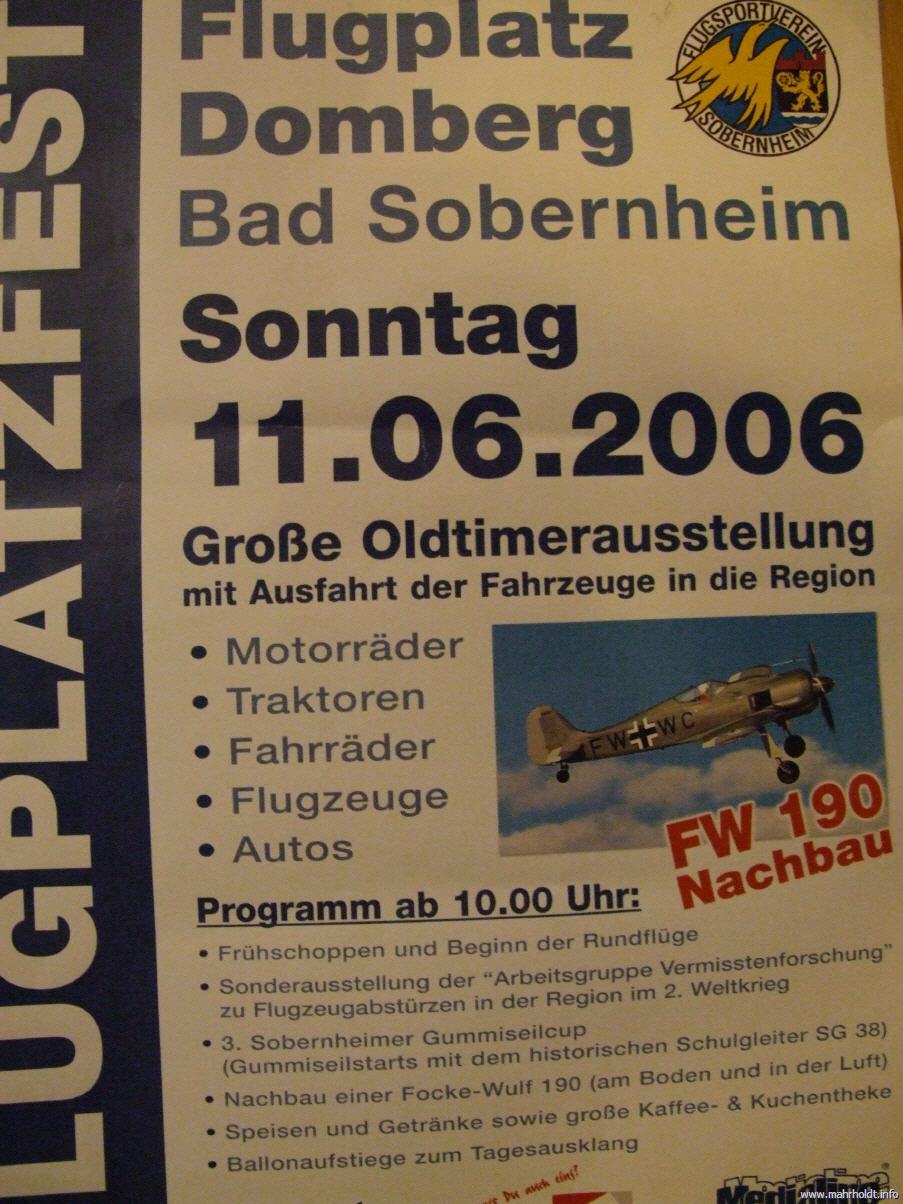 FLUGPLATZFEST
Flugplatz
Domberg
Bad Sobernheim
FLUGSPORTVEREIN
SOBERNHEIM
Sonntag
11.06.2006
Große Oldtimerausstellung
mit Ausfahrt der Fahrzeuge in die Region
• Motorräder
• Traktoren
• Fahrräder
• Flugzeuge
• Autos
FW WC
FW 190
Nachbau
Programm ab 10.00 Uhr:
• Frühschoppen und Beginn der Rundflüge
• Sonderausstellung der “Arbeitsgruppe Vermisstenforschung”
zu Flugzeugabstürzen in der Region im 2. Weltkrieg
• 3. Sobernheimer Gummiseilcup
(Gummiseilstarts mit dem historischen Schulgleiter SG 38)
• Nachbau einer Focke-Wulf 190 (am Boden und in der Luft)
• Speisen und Getränke sowie große Kaffee- & Kuchentheke
• Ballonaufstiege zum Tagesausklang
Du auch eins?
www.mahrholdt.info